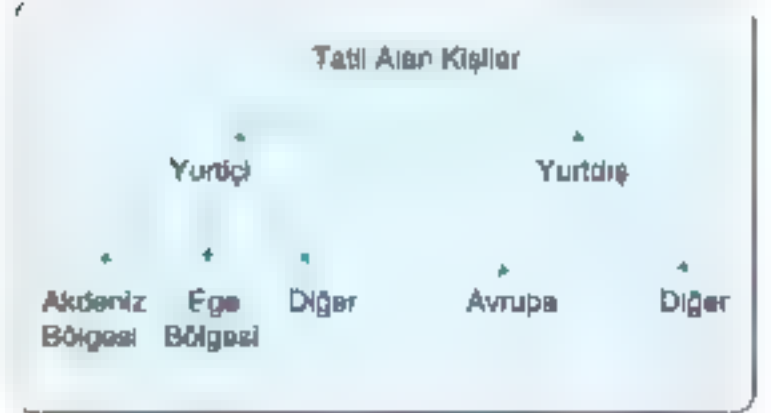 Tatil Alan Kişiler
Yurtiçi Yurtdışı
Akdeniz Ege Diğer Avrupa Diğer
Bölgesi Bölgesi